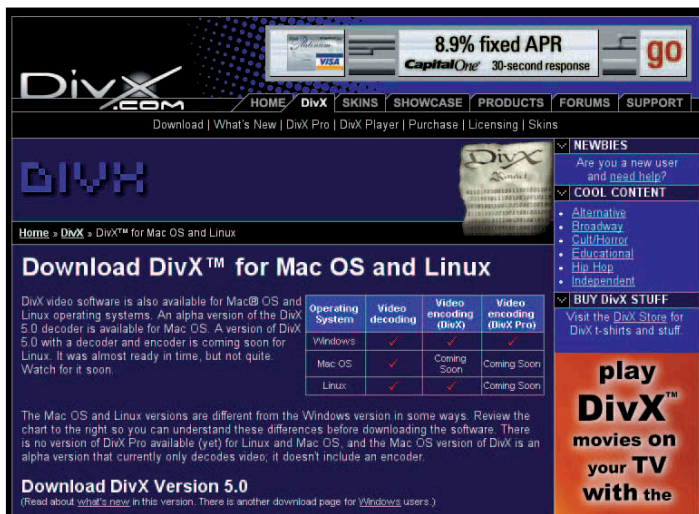 Platinum
VISA
8.9% fixed APR
CapitalOne® 30-second response
go
DivX
.COM
HOME DivX SKINS SHOWCASE PRODUCTS FORUMS SUPPORT
Download | What's New | DivX Pro | DivX Player | Purchase | Licensing | Skins
DIVX
DivX
Home » DivX » DivX™ for Mac OS and Linux
Download DivX™ for Mac OS and Linux
DivX video software is also available for Mac® OS and
Linux operating systems. An alpha version of the DivX
5.0 decoder is available for Mac OS. A version of DivX
5.0 with a decoder and encoder is coming soon for
Linux. It was almost ready in time, but not quite.
Watch for it soon.
Operating System Video decoding Video encoding (DivX) Video encoding (DivX Pro)
Windows ✓ ✓ ✓
Mac OS ✓ Coming Soon Coming Soon
Linux ✓ ✓ Coming Soon
The Mac OS and Linux versions are different from the Windows version in some ways. Review the
chart to the right so you can understand these differences before downloading the software. There
is no version of DivX Pro available (yet) for Linux and Mac OS, and the Mac OS version of DivX is an
alpha version that currently only decodes video; it doesn't include an encoder.
Download DivX Version 5.0
(Read about what's new in this version. There is another download page for Windows users.)
NEWBIES
Are you a new user
and need help?
COOL CONTENT
• Alternative
• Broadway
• Cult/Horror
• Educational
• Hip Hop
• Independent
BUY DivX STUFF
Visit the DivX Store for
DivX t-shirts and stuff.
play
DivX™
movies on
your TV
with the